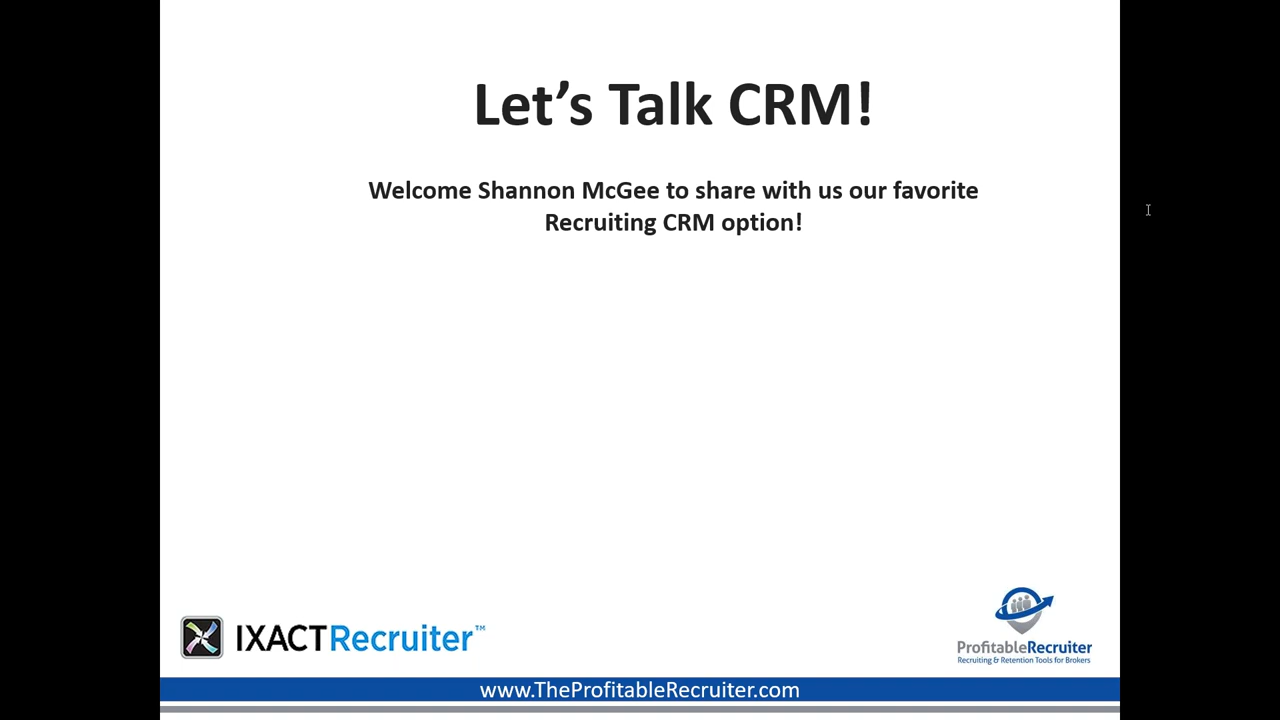 Let's Talk CRM!
Welcome Shannon McGee to share with us our favorite
Recruiting CRM option!
IXACTRecruiter™
ProfitableRecruiter
Recruiting & Retention Tools for Brokers
www.TheProfitableRecruiter.com